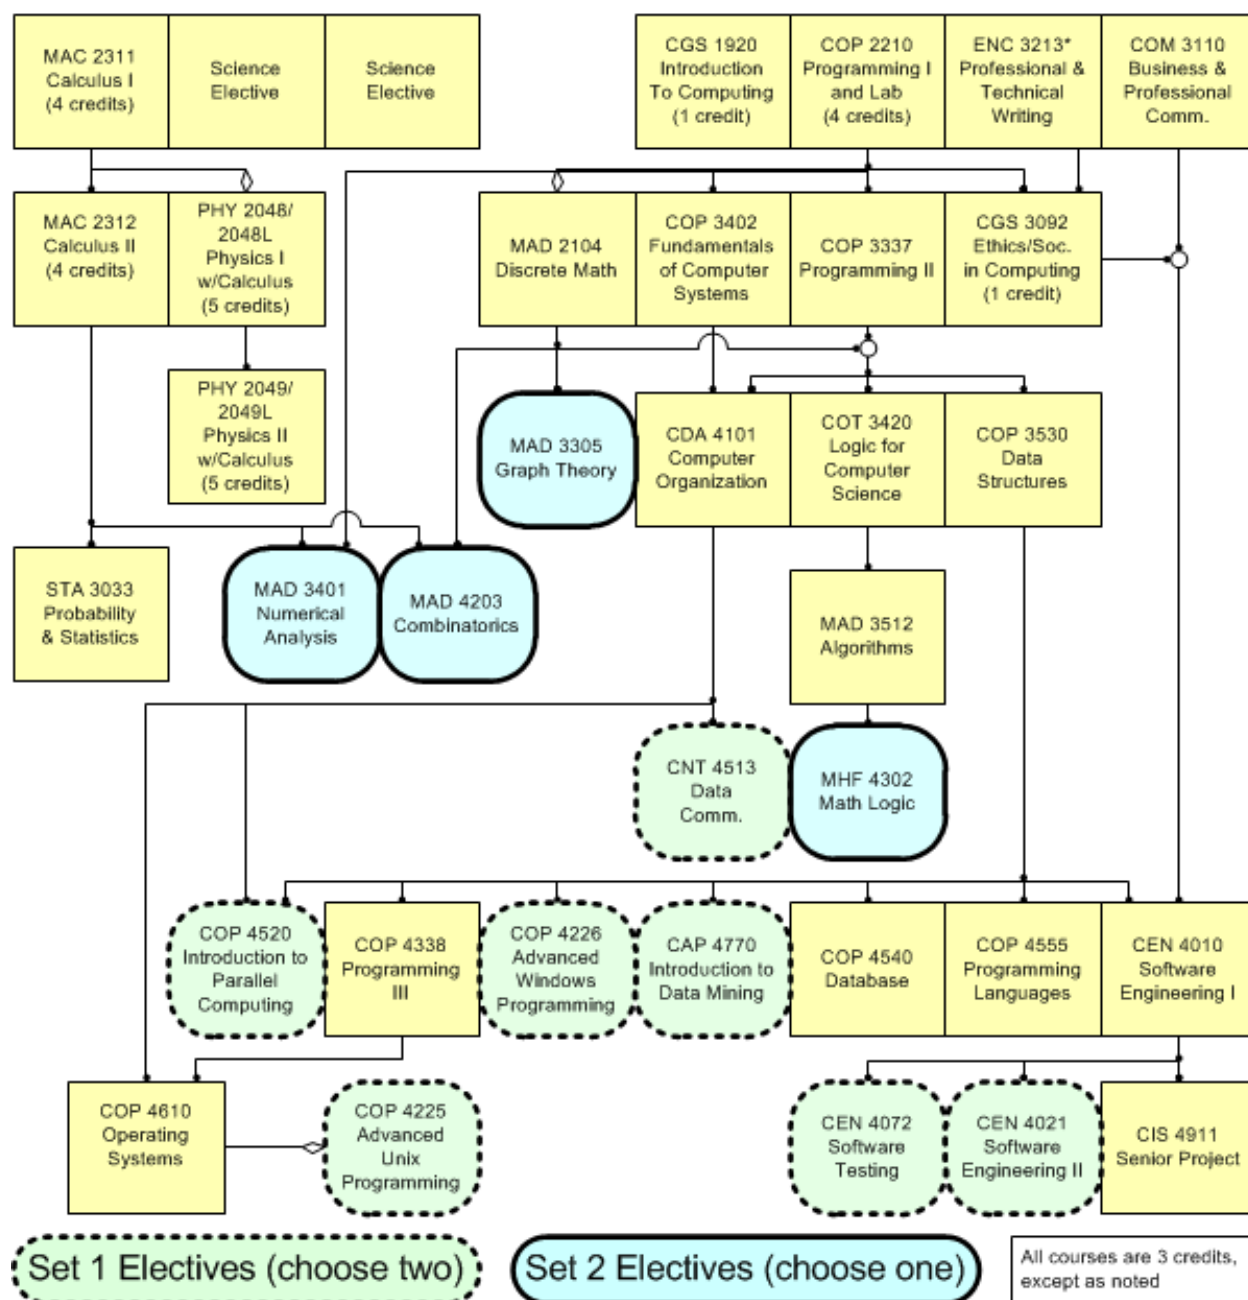 MAC 2311
Calculus I
(4 credits)
Science
Elective
Science
Elective
CGS 1920
Introduction
To Computing
(1 credit)
COP 2210
Programming I
and Lab
(4 credits)
ENC 3213*
Professional &
Technical
Writing
COM 3110
Business &
Professional
Comm.
MAC 2312
Calculus II
(4 credits)
PHY 2048/
2048L
Physics I
w/Calculus
(5 credits)
MAD 2104
Discrete Math
COP 3402
Fundamentals
of Computer
Systems
COP 3337
Programming II
CGS 3092
Ethics/Soc.
in Computing
(1 credit)
PHY 2049/
2049L
Physics II
w/Calculus
(5 credits)
MAD 3305
Graph Theory
CDA 4101
Computer
Organization
COT 3420
Logic for
Computer
Science
COP 3530
Data
Structures
STA 3033
Probability
& Statistics
MAD 3401
Numerical
Analysis
MAD 4203
Combinatorics
MAD 3512
Algorithms
CNT 4513
Data
Comm.
MHF 4302
Math Logic
COP 4520
Introduction to
Parallel
Computing
COP 4338
Programming
III
COP 4226
Advanced
Windows
Programming
CAP 4770
Introduction to
Data Mining
COP 4540
Database
COP 4555
Programming
Languages
CEN 4010
Software
Engineering I
COP 4610
Operating
Systems
COP 4225
Advanced
Unix
Programming
CEN 4072
Software
Testing
CEN 4021
Software
Engineering II
CIS 4911
Senior Project
Set 1 Electives (choose two)
Set 2 Electives (choose one)
All courses are 3 credits,
except as noted